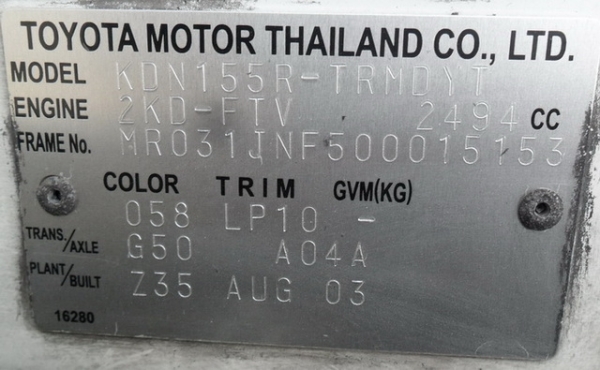 TOYOTA MOTOR THAILAND CO., LTD.
MODEL KDN155R-TRMDYT
ENGINE 2KD-FTV 2494 CC
FRAME No. MR031JNF500015153
COLOR TRIM GVM(KG)
058 LP10 -
TRANS./AXLE G50 A04A
PLANT/BUILT Z35 AUG 03
16280